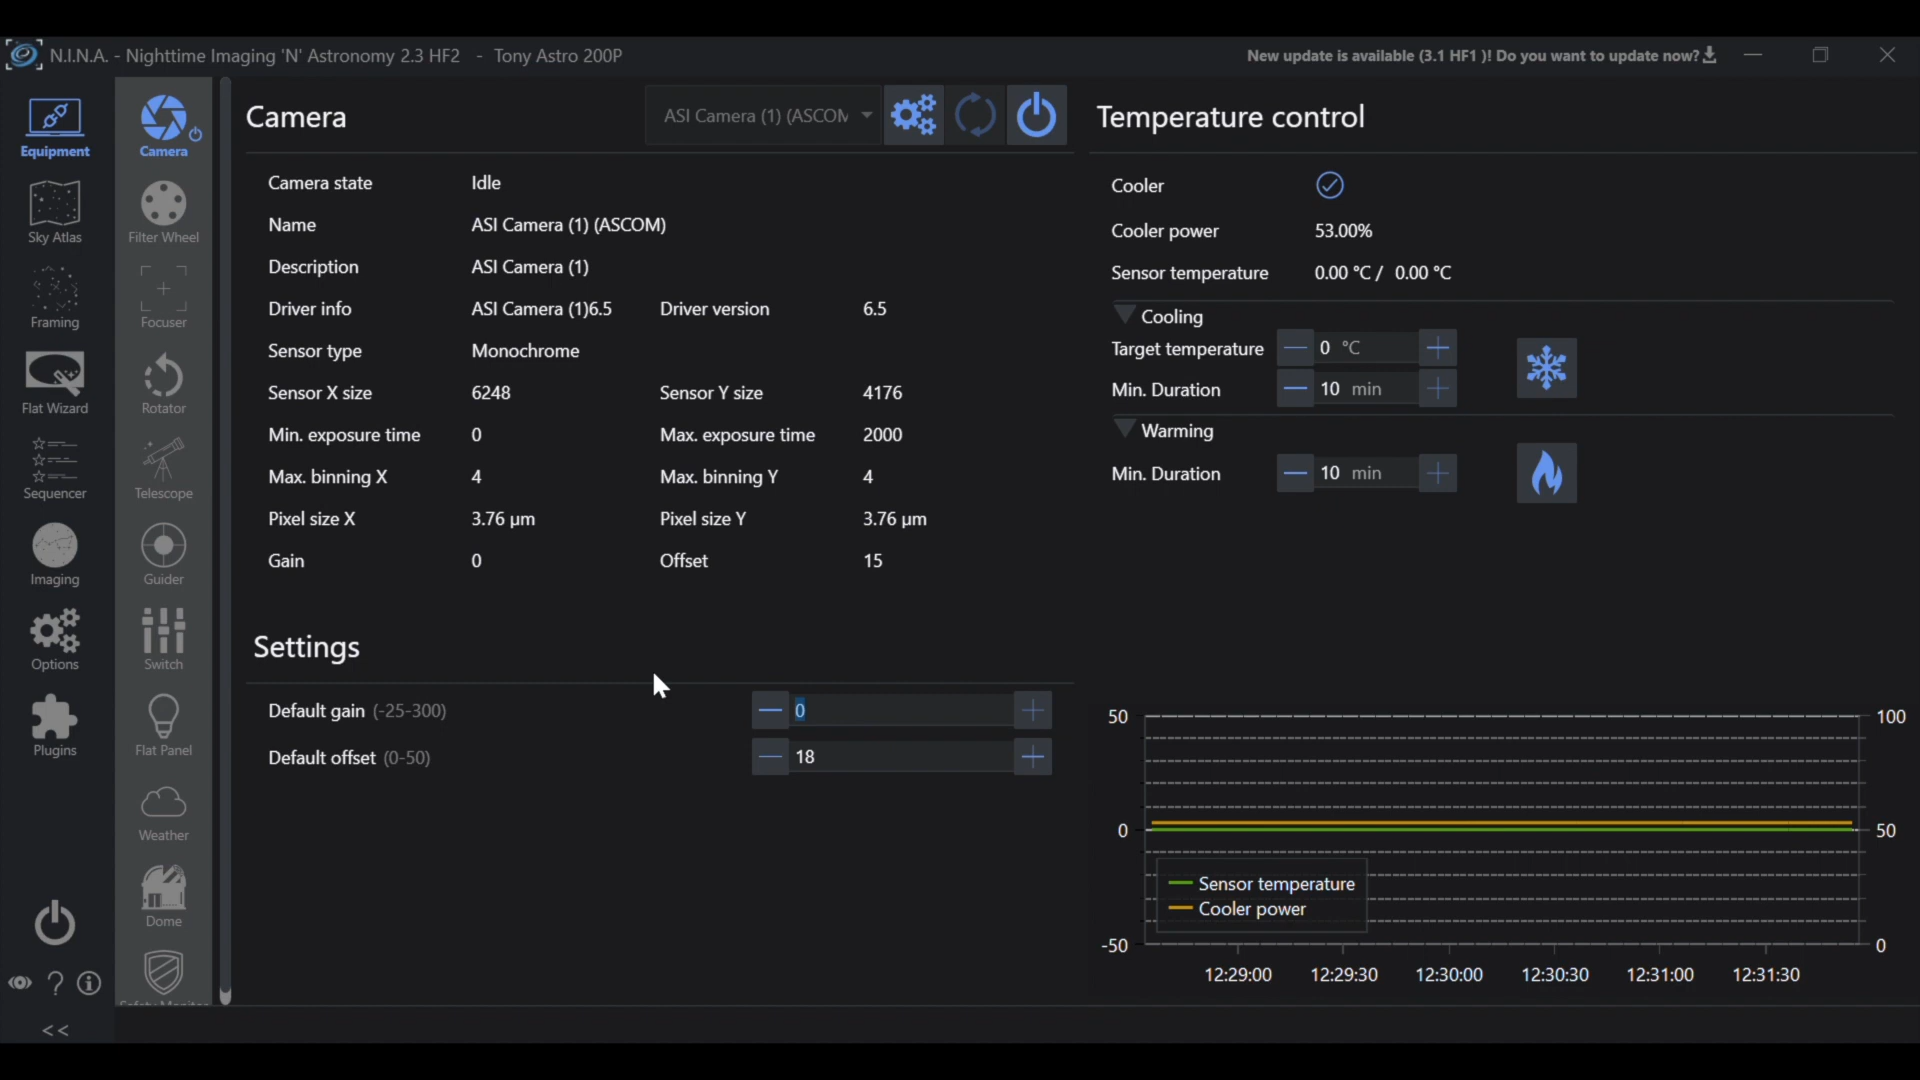 N.I.N.A. - Nighttime Imaging 'N' Astronomy 2.3 HF2 - Tony Astro 200P
New update is available (3.1 HF1 )! Do you want to update now?
Equipment
Sky Atlas
Framing
Flat Wizard
Sequencer
Imaging
Options
Plugins
<<
Camera
Filter Wheel
Focuser
Rotator
Telescope
Guider
Switch
Flat Panel
Weather
Dome
Safety Monitor
Camera
ASI Camera (1) (ASCOM
Camera state Idle
Name ASI Camera (1) (ASCOM)
Description ASI Camera (1)
Driver info ASI Camera (1)6.5 Driver version 6.5
Sensor type Monochrome
Sensor X size 6248 Sensor Y size 4176
Min. exposure time 0 Max. exposure time 2000
Max. binning X 4 Max. binning Y 4
Pixel size X 3.76 µm Pixel size Y 3.76 µm
Gain 0 Offset 15
Settings
Default gain (-25-300) 0
Default offset (0-50) 18
Temperature control
Cooler
Cooler power 53.00%
Sensor temperature 0.00 °C / 0.00 °C
Cooling
Target temperature 0 °C
Min. Duration 10 min
Warming
Min. Duration 10 min
50 100
0 50
Sensor temperature
Cooler power
-50 0
12:29:00 12:29:30 12:30:00 12:30:30 12:31:00 12:31:30